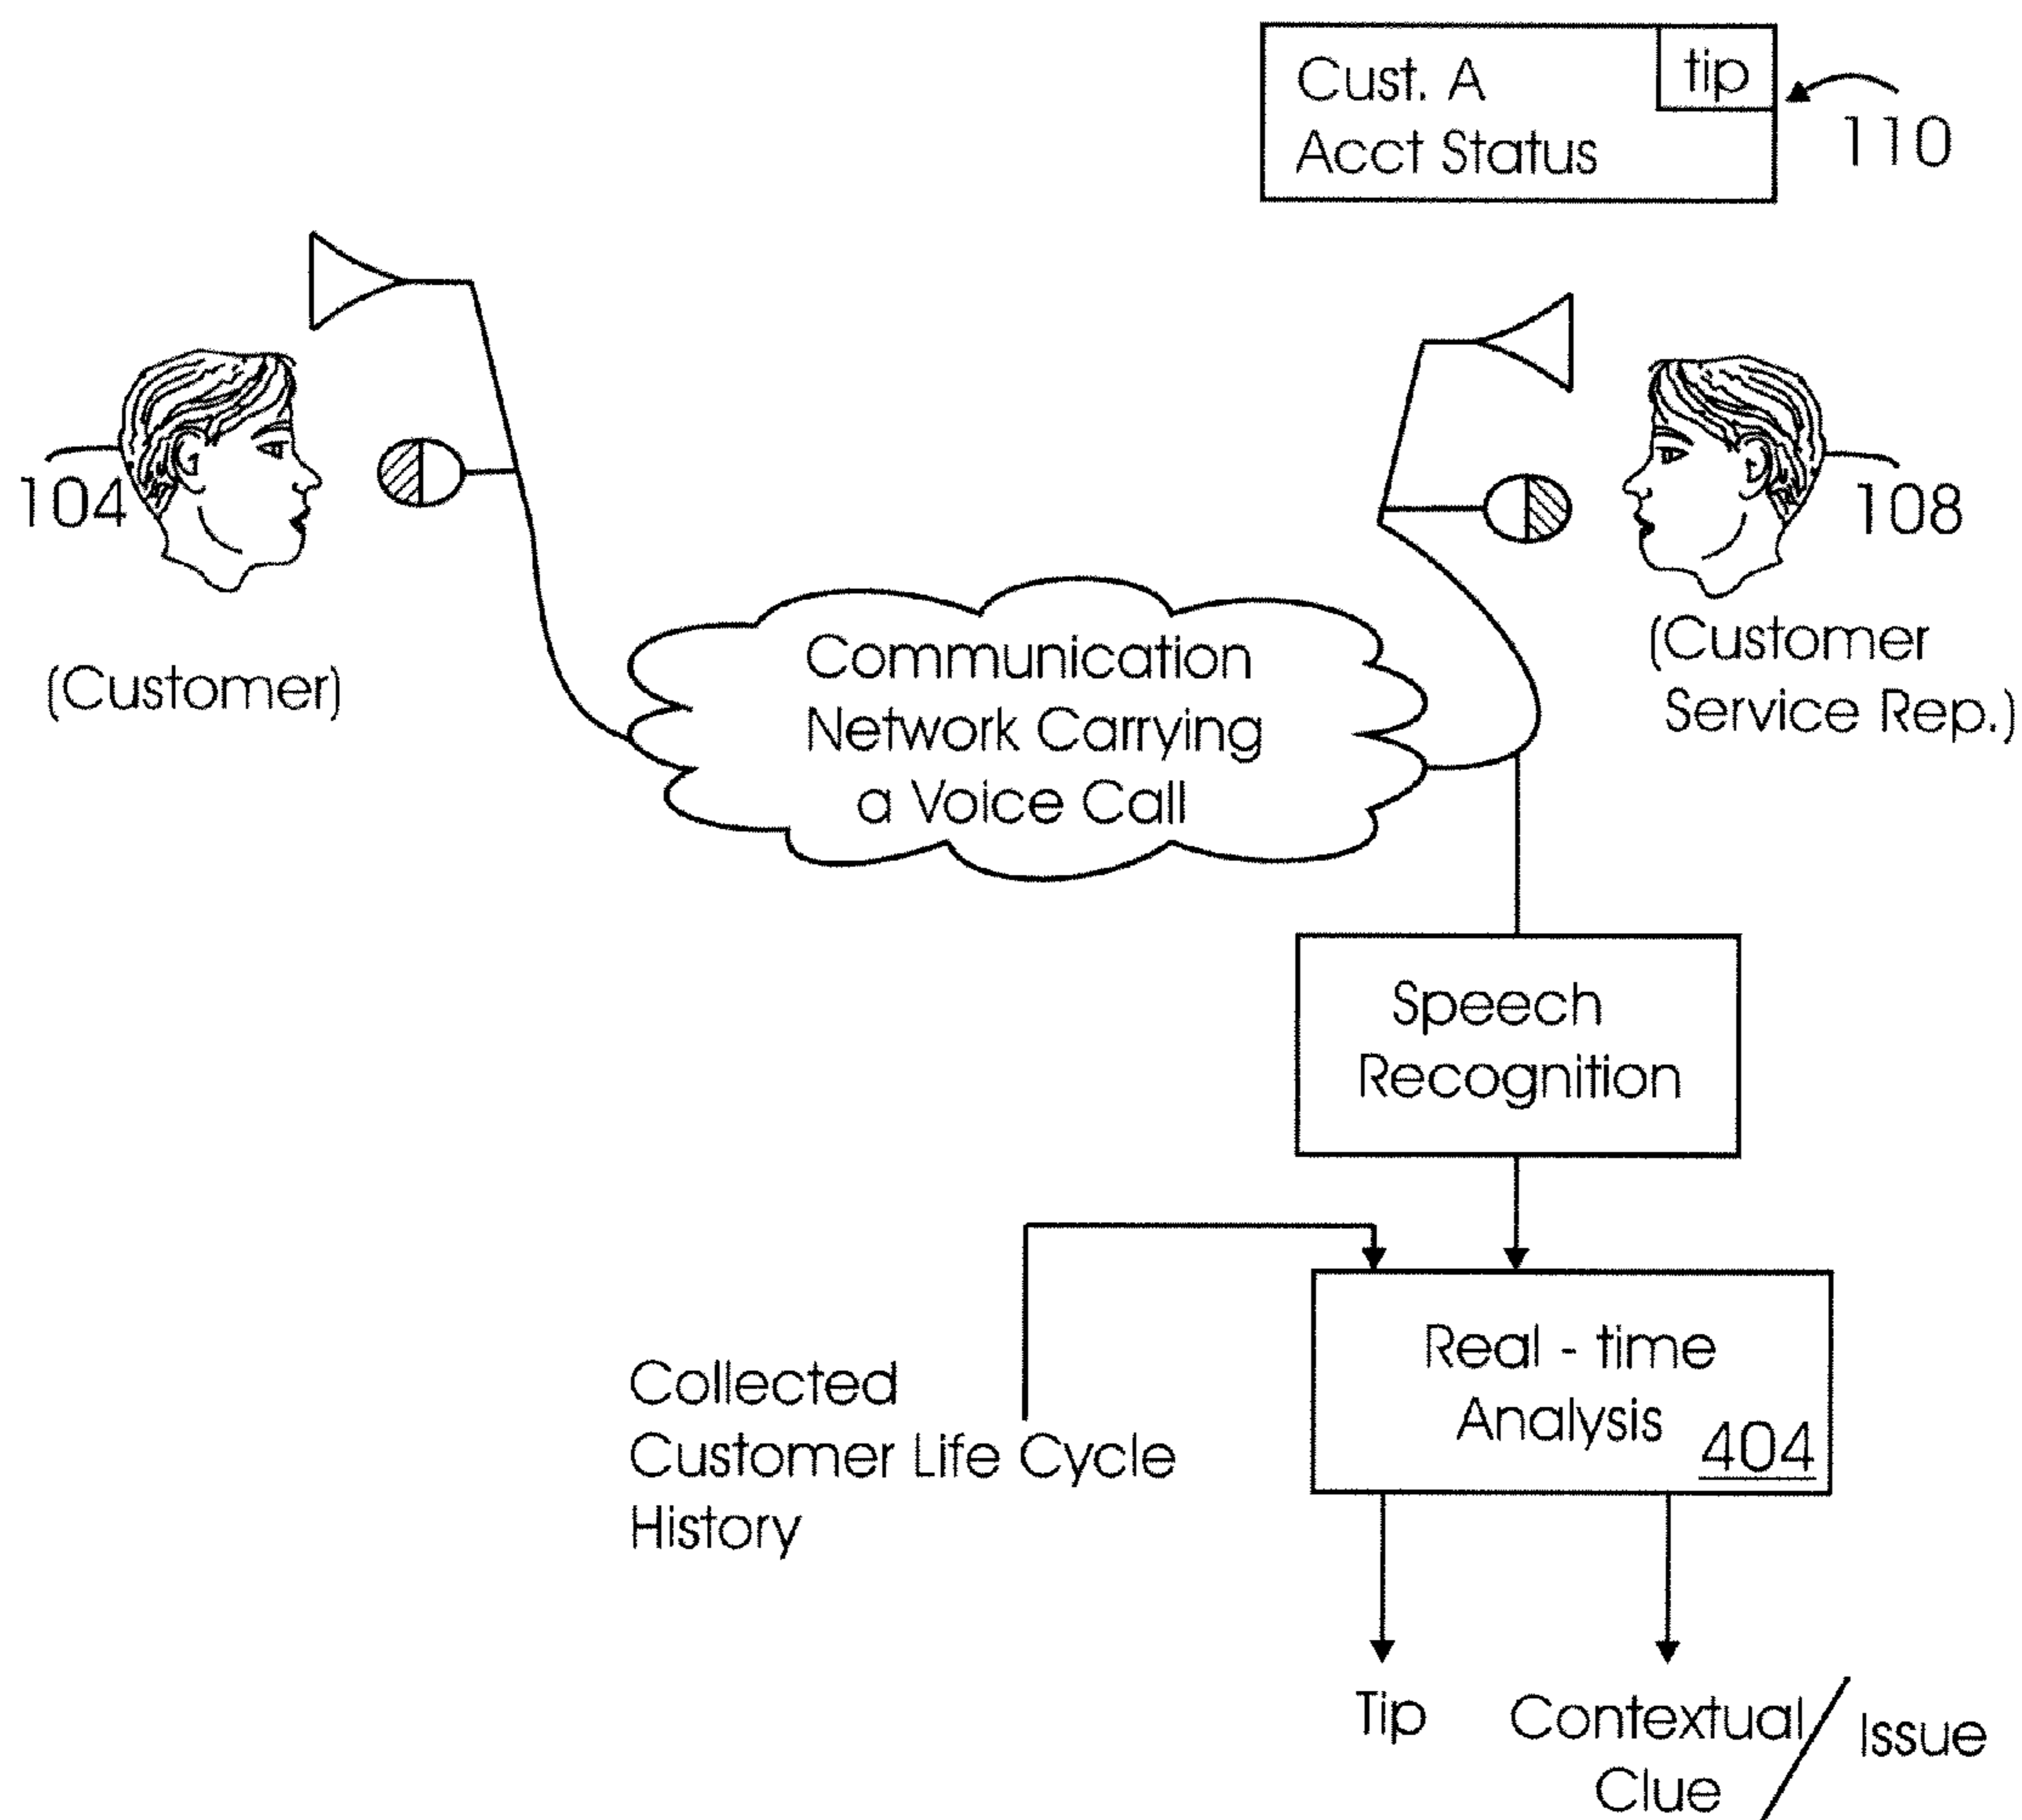 Cust. A
tip
Acct Status
110
104
108
(Customer)
(Customer
Service Rep.)
Communication
Network Carrying
a Voice Call
Speech
Recognition
Real - time
Analysis
404
Collected
Customer Life Cycle
History
Tip
Contextual / Issue
Clue